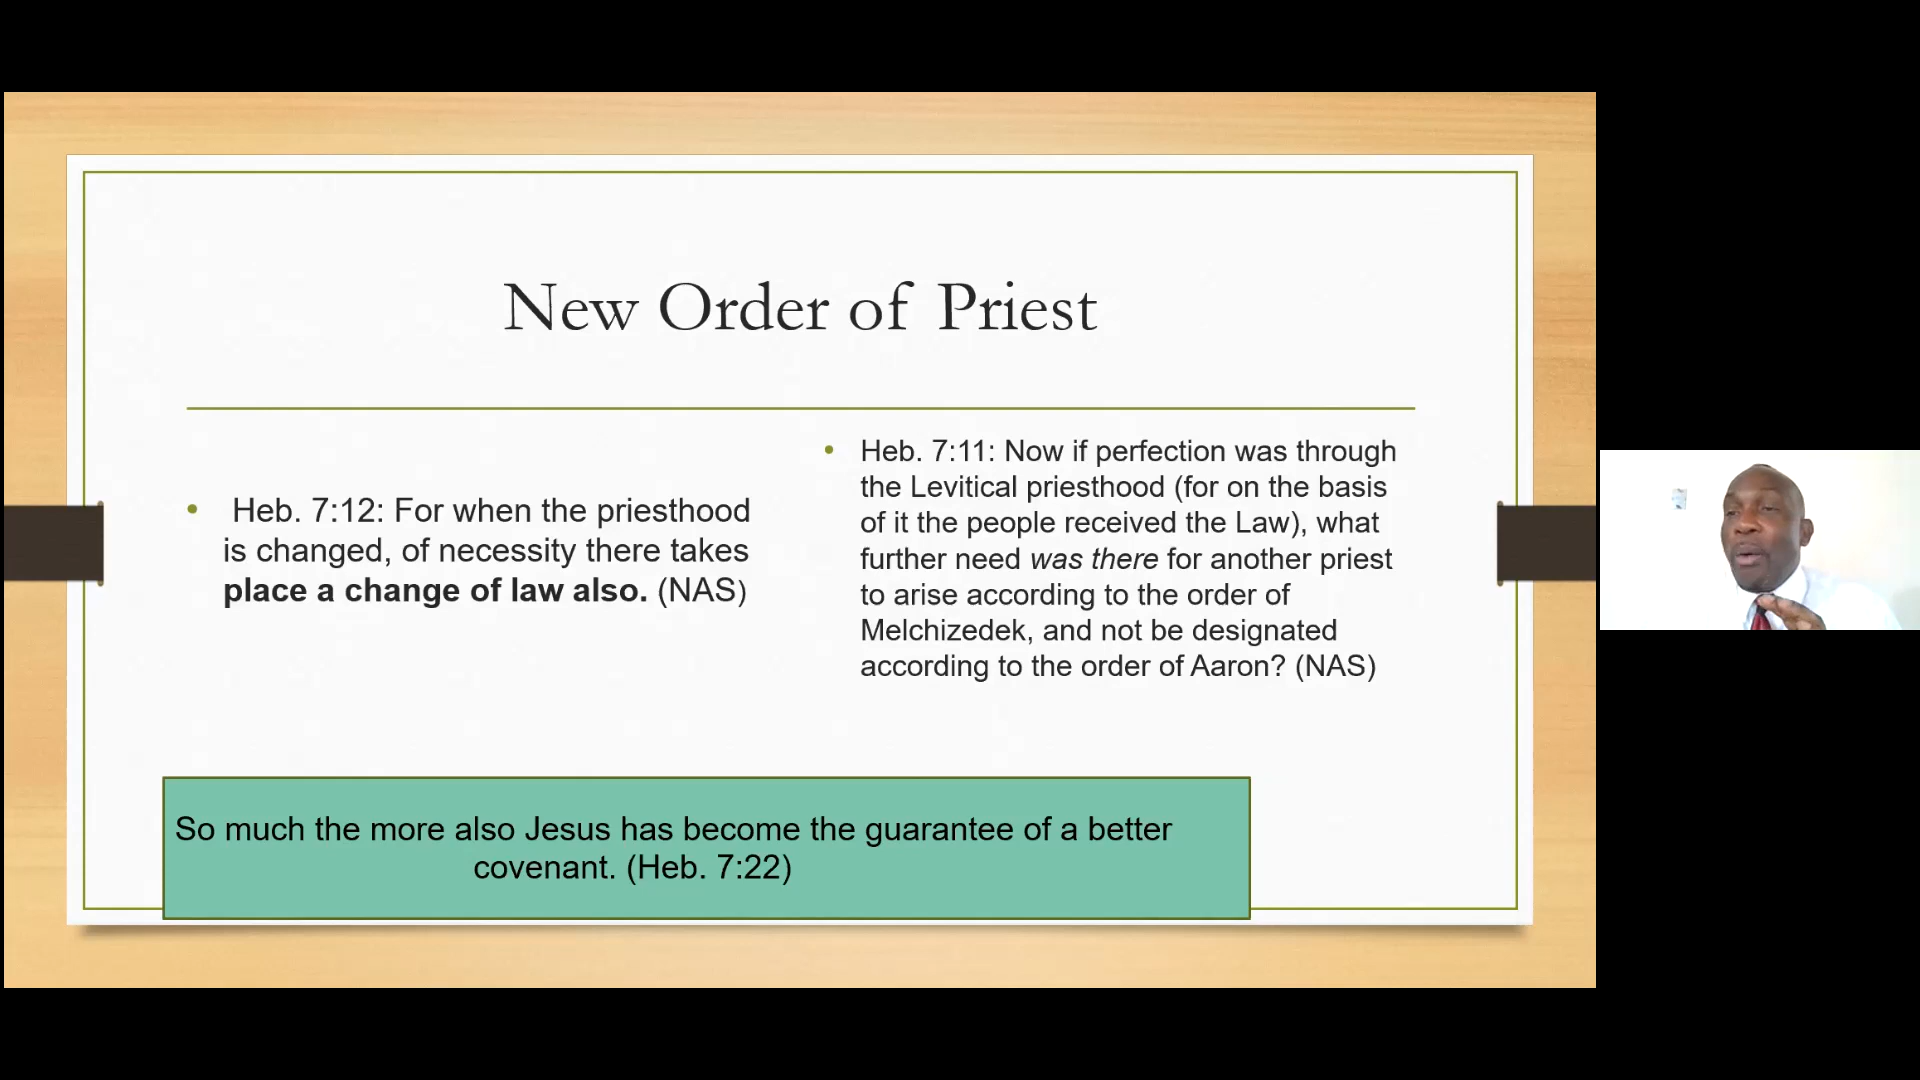 New Order of Priest
• Heb. 7:12: For when the priesthood
is changed, of necessity there takes
place a change of law also. (NAS)
• Heb. 7:11: Now if perfection was through
the Levitical priesthood (for on the basis
of it the people received the Law), what
further need was there for another priest
to arise according to the order of
Melchizedek, and not be designated
according to the order of Aaron? (NAS)
So much the more also Jesus has become the guarantee of a better
covenant. (Heb. 7:22)